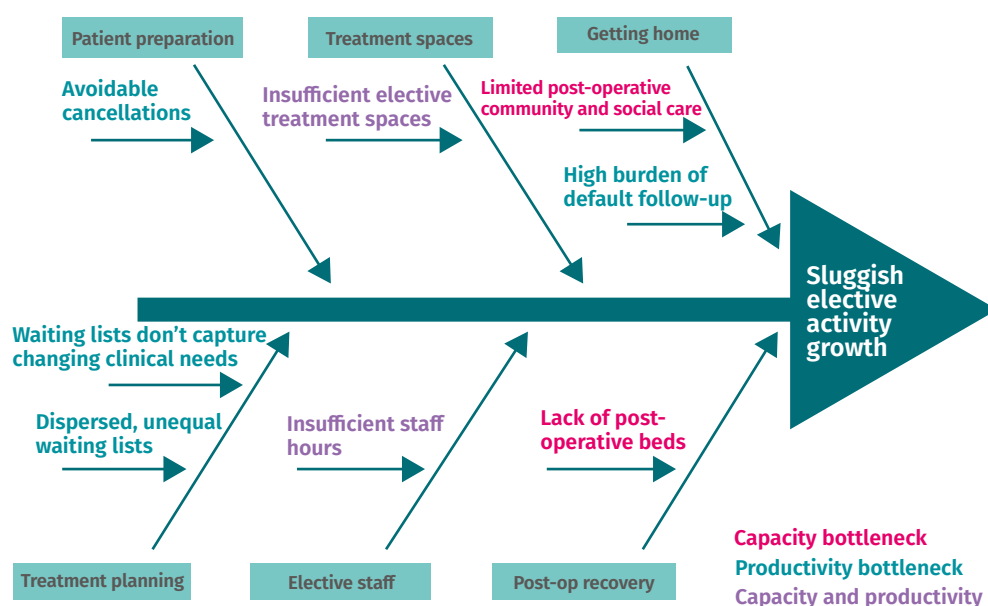 Patient preparation
Treatment spaces
Getting home
Avoidable
cancellations
Insufficient elective
treatment spaces
Limited post-operative
community and social care
High burden of
default follow-up
Sluggish
elective
activity
growth
Waiting lists don’t capture
changing clinical needs
Dispersed, unequal
waiting lists
Insufficient staff
hours
Lack of post-
operative beds
Treatment planning
Elective staff
Post-op recovery
Capacity bottleneck
Productivity bottleneck
Capacity and productivity